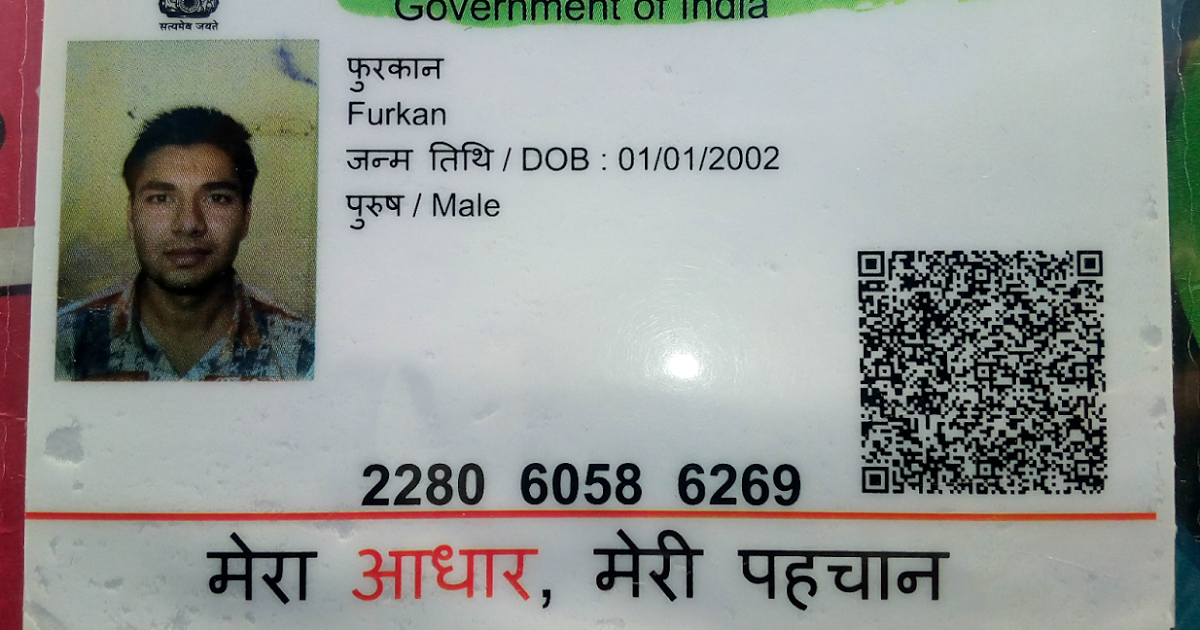 Government of India
सत्यमेव जयते
फुरकान
Furkan
जन्म तिथि / DOB : 01/01/2002
पुरुष / Male
2280 6058 6269
मेरा आधार, मेरी पहचान